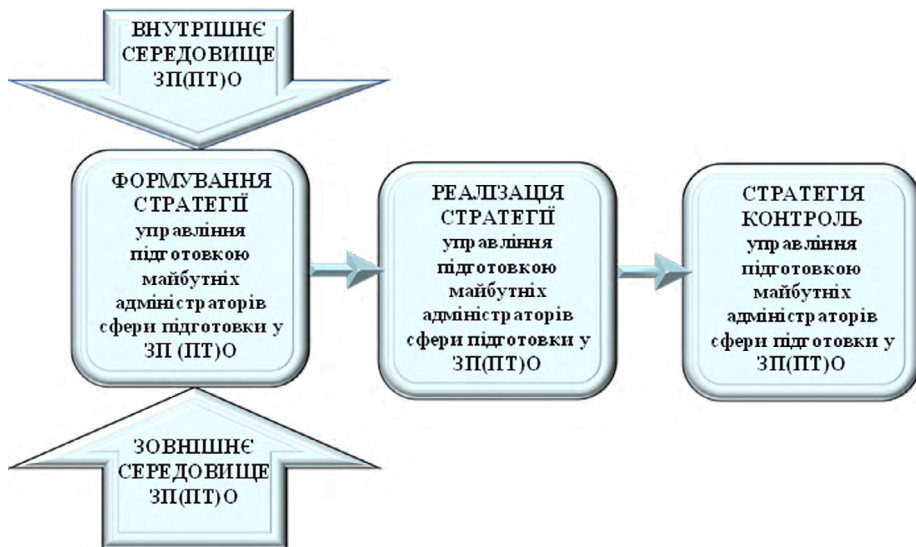 ВНУТРІШНЄ
СЕРЕДОВИЩЕ
ЗП(ПТ)О
ФОРМУВАННЯ
СТРАТЕГІЇ
управління
підготовкою
майбутніх
адміністраторів
сфери підготовки у
ЗП (ПТ)О
РЕАЛІЗАЦІЯ
СТРАТЕГІЇ
управління
підготовкою
майбутніх
адміністраторів
сфери підготовки у
ЗП(ПТ)О
СТРАТЕГІЯ
КОНТРОЛЬ
управління
підготовкою
майбутніх
адміністраторів
сфери підготовки у
ЗП(ПТ)О
ЗОВНІШНЄ
СЕРЕДОВИЩЕ
ЗП(ПТ)О